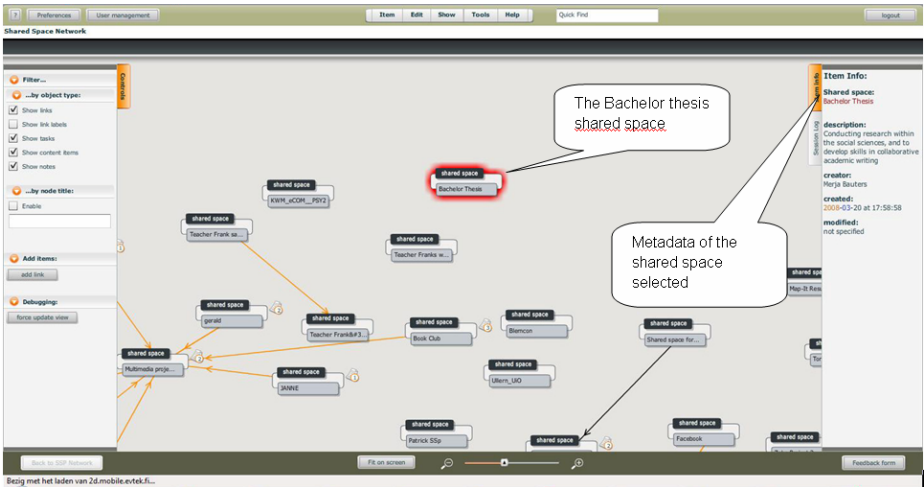 ?
Preferences
User management
Item
Edit
Show
Tools
Help
Quick Find
logout
Shared Space Network
Filter...
...by object type:
Show links
Show link labels
Show tasks
Show content items
Show notes
...by node title:
Enable
Add items:
add link
Debugging:
force update view
Controls
shared space
KWM_eCOM__PSY2
shared space
Bachelor Thesis
shared space
Teacher Frank se...
shared space
Teacher Franks w...
shared space
gerald
2
shared space
Teacher Frank&#3...
shared space
Book Club
3
shared space
Blemcon
shared space
Shared space for...
shared space
Multimedia proje...
2
shared space
JANNE
1
shared space
Ullern_UiO
shared space
Patrick SSp
shared space
2
shared space
Facebook
shared space
shared spa
Map-It Rea
sh
Tor
The Bachelor thesis
shared space
Metadata of the
shared space
selected
Item info
Session Log
Item Info:
Shared space:
Bachelor Thesis
description:
Conducting research within
the social sciences, and to
develop skills in collaborative
academic writing
creator:
Merja Bauters
created:
2008-03-20 at 17:58:58
modified:
not specified
Back to SSP Network
Fit on screen
Feedback form
Bezig met het laden van 2d.mobile.evtek.fi...